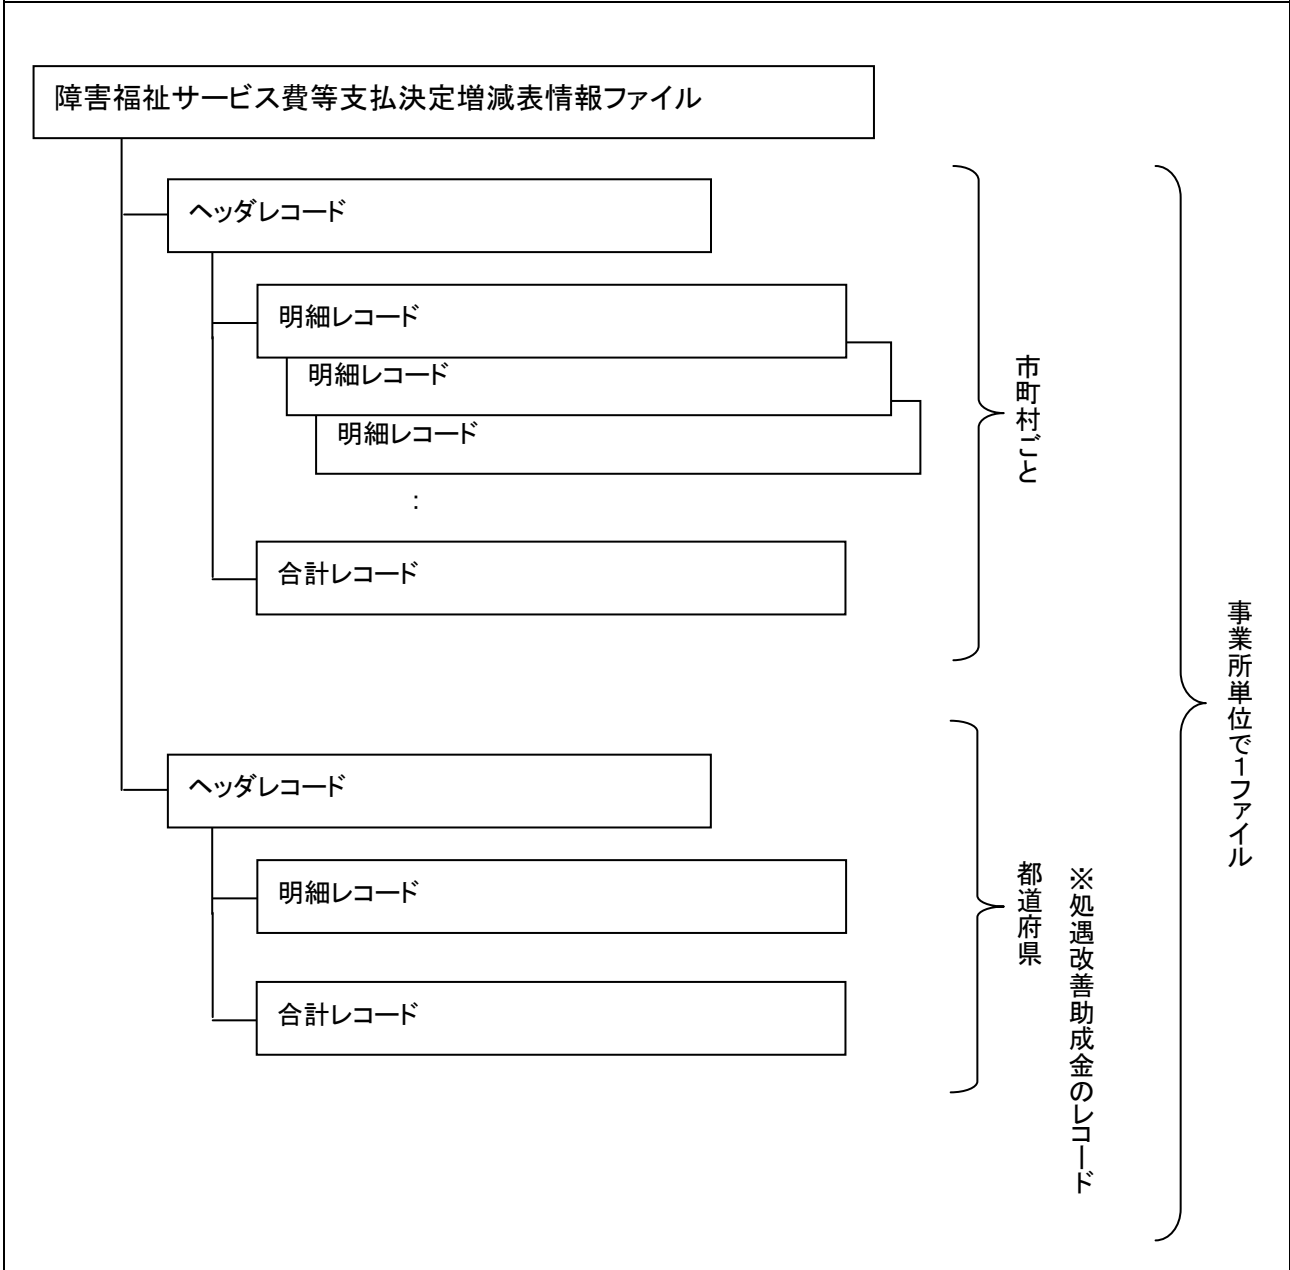 障害福祉サービス費等支払決定増減表情報ファイル
ヘッダレコード
明細レコード
明細レコード
明細レコード
:
合計レコード
市町村ごと
ヘッダレコード
明細レコード
合計レコード
都道府県
※処遇改善助成金のレコード
事業所単位で1ファイル